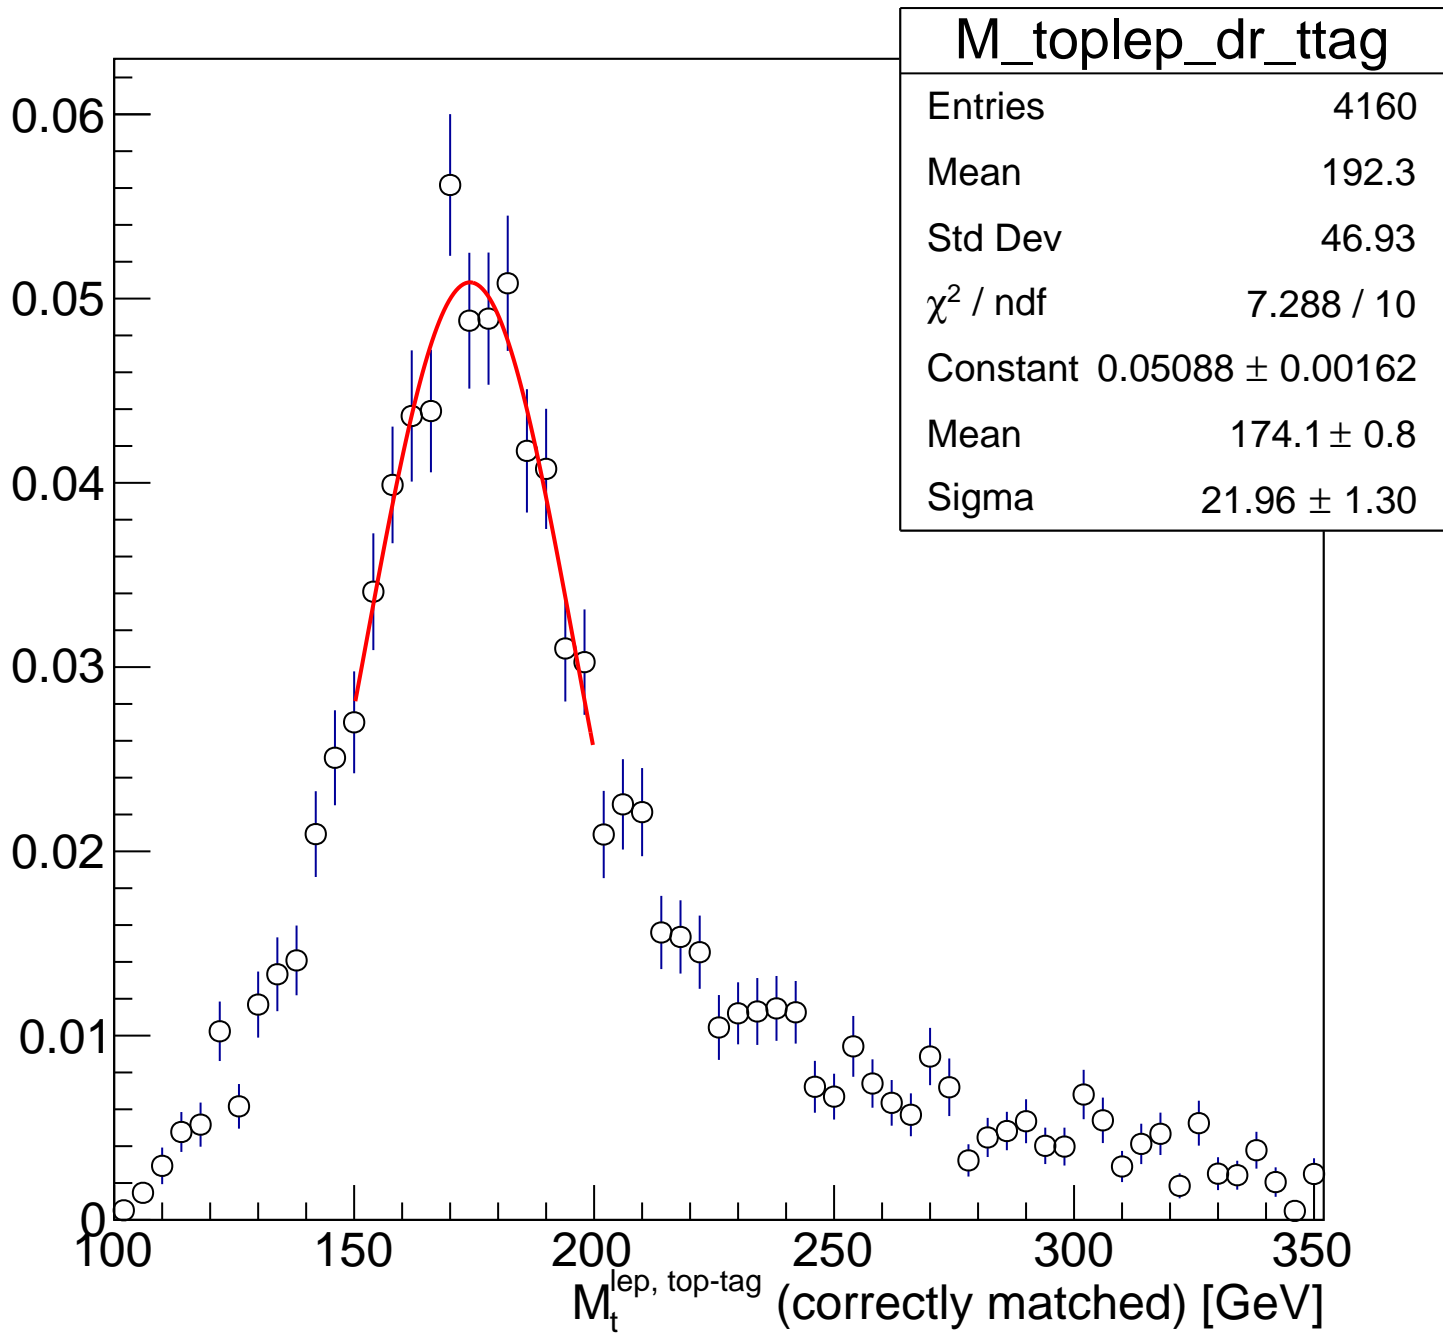 M_toplep_dr_ttag
Entries 4160
Mean 192.3
Std Dev 46.93
χ² / ndf 7.288 / 10
Constant 0.05088 ± 0.00162
Mean 174.1 ± 0.8
Sigma 21.96 ± 1.30
0.06
0.05
0.04
0.03
0.02
0.01
0
100 150 200 250 300 350
M_t^{lep, top-tag} (correctly matched) [GeV]